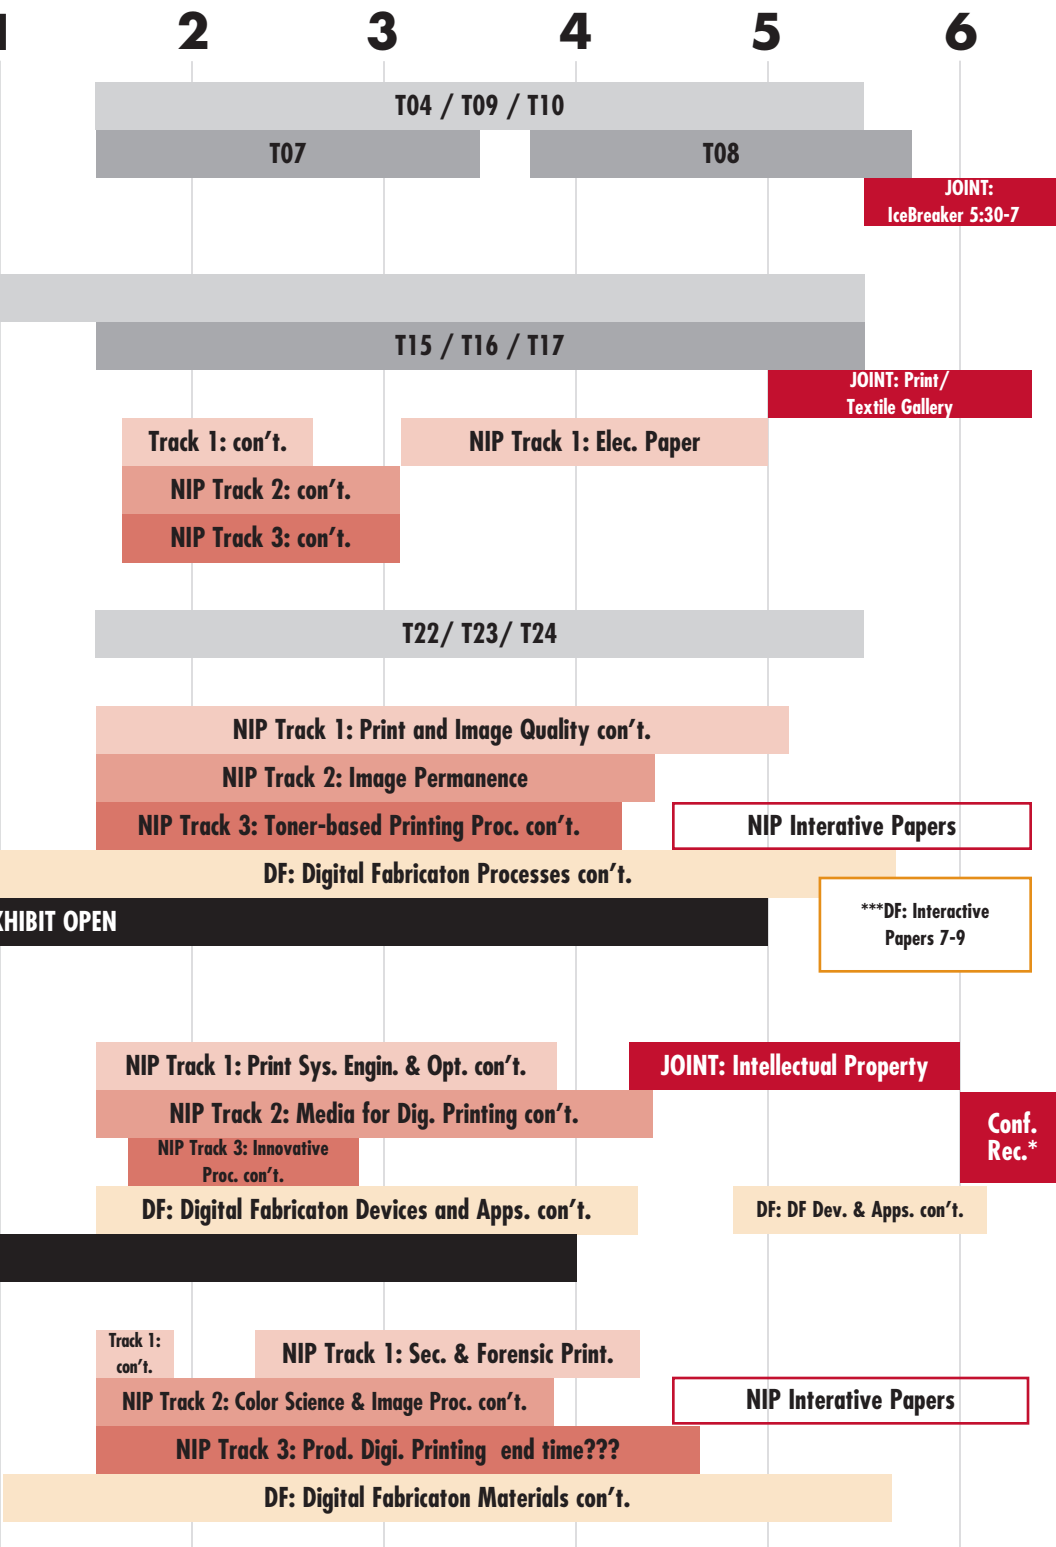 1 2 3 4 5 6
T04 / T09 / T10
T07 T08
JOINT:
IceBreaker 5:30-7
T15 / T16 / T17
JOINT: Print/
Textile Gallery
Track 1: con't. NIP Track 1: Elec. Paper
NIP Track 2: con't.
NIP Track 3: con't.
T22/ T23/ T24
NIP Track 1: Print and Image Quality con't.
NIP Track 2: Image Permanence
NIP Track 3: Toner-based Printing Proc. con't. NIP Interative Papers
DF: Digital Fabricaton Processes con't.
***DF: Interactive
Papers 7-9
XHIBIT OPEN
NIP Track 1: Print Sys. Engin. & Opt. con't. JOINT: Intellectual Property
NIP Track 2: Media for Dig. Printing con't.
Conf.
Rec.*
NIP Track 3: Innovative
Proc. con't.
DF: Digital Fabricaton Devices and Apps. con't. DF: DF Dev. & Apps. con't.
Track 1:
con't.
NIP Track 1: Sec. & Forensic Print.
NIP Track 2: Color Science & Image Proc. con't. NIP Interative Papers
NIP Track 3: Prod. Digi. Printing end time???
DF: Digital Fabricaton Materials con't.